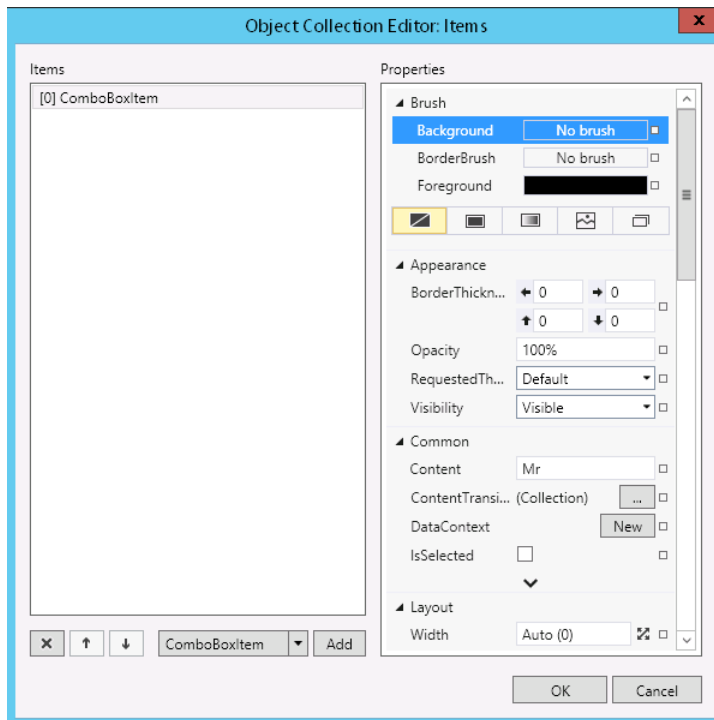 Object Collection Editor: Items
x
Items
[0] ComboBoxItem
ComboBoxItem
Add
Properties
Brush
Background No brush
BorderBrush No brush
Foreground
Appearance
BorderThickn... 0 0
0 0
Opacity 100%
RequestedTh... Default
Visibility Visible
Common
Content Mr
ContentTransi... (Collection) ...
DataContext New
IsSelected
Layout
Width Auto (0)
OK Cancel